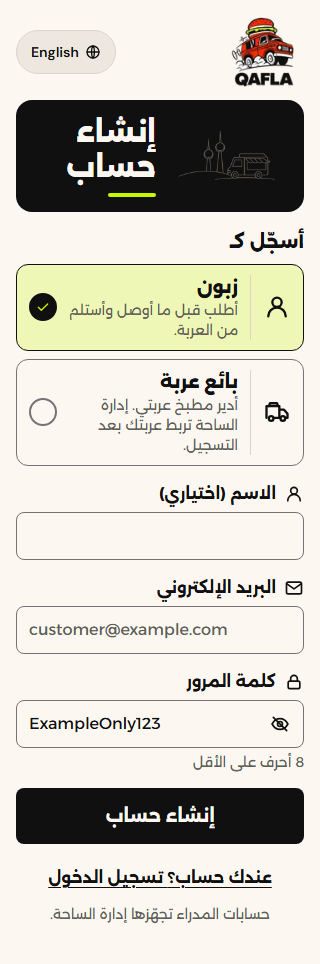 English
QAFLA
إنشاء
حساب
أسجّل كـ
زبون
أطلب قبل ما أوصل وأستلم
من العربة.
بائع عربة
أدير مطبخ عربتي. إدارة
الساحة تربط عربتك بعد
التسجيل.
الاسم (اختياري)
البريد الإلكتروني
customer@example.com
كلمة المرور
ExampleOnly123
8 أحرف على الأقل
إنشاء حساب
عندك حساب؟ تسجيل الدخول
حسابات المدراء تجهّزها إدارة الساحة.